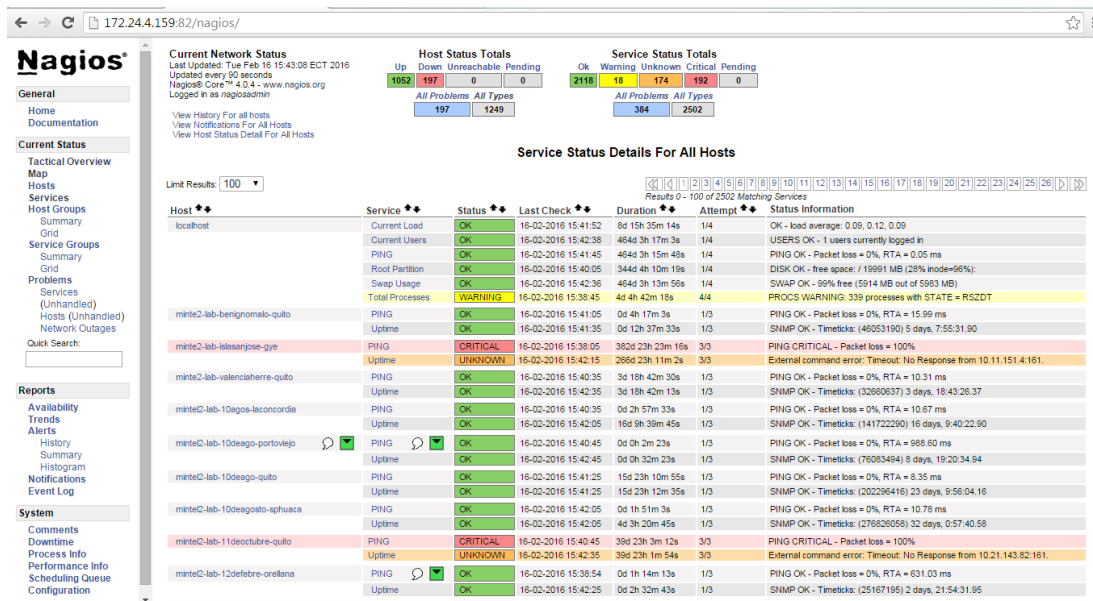 172.24.4.159:82/nagios/
Nagios®
General
Home
Documentation
Current Status
Tactical Overview
Map
Hosts
Services
Host Groups
Summary
Grid
Service Groups
Summary
Grid
Problems
Services
(Unhandled)
Hosts (Unhandled)
Network Outages
Quick Search:
Reports
Availability
Trends
Alerts
History
Summary
Histogram
Notifications
Event Log
System
Comments
Downtime
Process Info
Performance Info
Scheduling Queue
Configuration
Current Network Status
Last Updated: Tue Feb 16 15:43:08 ECT 2016
Updated every 90 seconds
Nagios® Core™ 4.0.4 - www.nagios.org
Logged in as nagiosadmin
View History For all hosts
View Notifications For All Hosts
View Host Status Detail For All Hosts
Host Status Totals
Up Down Unreachable Pending
1052 197 0 0
All Problems All Types
197 1249
Service Status Totals
Ok Warning Unknown Critical Pending
2118 18 174 192 0
All Problems All Types
384 2502
Service Status Details For All Hosts
Limit Results: 100
1 2 3 4 5 6 7 8 9 10 11 12 13 14 15 16 17 18 19 20 21 22 23 24 25 26
Results 0 - 100 of 2502 Matching Services
Host Service Status Last Check Duration Attempt Status Information
localhost Current Load OK 16-02-2016 15:41:52 8d 15h 35m 14s 1/4 OK - load average: 0.09, 0.12, 0.09
Current Users OK 16-02-2016 15:42:38 464d 3h 17m 3s 1/4 USERS OK - 1 users currently logged in
PING OK 16-02-2016 15:41:45 464d 3h 15m 48s 1/4 PING OK - Packet loss = 0%, RTA = 0.05 ms
Root Partition OK 16-02-2016 15:40:05 344d 4h 10m 19s 1/4 DISK OK - free space: / 19991 MB (28% inode=96%):
Swap Usage OK 16-02-2016 15:42:36 464d 3h 13m 56s 1/4 SWAP OK - 99% free (5914 MB out of 5983 MB)
Total Processes WARNING 16-02-2016 15:38:45 4d 4h 42m 18s 4/4 PROCS WARNING: 339 processes with STATE = RSZDT
minte2-lab-benignomalo-quito PING OK 16-02-2016 15:41:05 0d 4h 17m 3s 1/3 PING OK - Packet loss = 0%, RTA = 15.99 ms
Uptime OK 16-02-2016 15:41:35 0d 12h 37m 33s 1/3 SNMP OK - Timeticks: (46053190) 5 days, 7:55:31.90
minte2-lab-islasanjose-gye PING CRITICAL 16-02-2016 15:38:05 382d 23h 23m 16s 3/3 PING CRITICAL - Packet loss = 100%
Uptime UNKNOWN 16-02-2016 15:42:15 266d 23h 11m 2s 3/3 External command error: Timeout: No Response from 10.11.151.4:161.
minte2-lab-valenciaherre-quito PING OK 16-02-2016 15:40:35 3d 18h 42m 30s 1/3 PING OK - Packet loss = 0%, RTA = 10.31 ms
Uptime OK 16-02-2016 15:42:35 3d 18h 42m 13s 1/3 SNMP OK - Timeticks: (32660637) 3 days, 18:43:26.37
mintel2-lab-10agos-laconcordia PING OK 16-02-2016 15:40:35 0d 2h 57m 33s 1/3 PING OK - Packet loss = 0%, RTA = 10.67 ms
Uptime OK 16-02-2016 15:42:05 16d 9h 39m 45s 1/3 SNMP OK - Timeticks: (141722290) 16 days, 9:40:22.90
mintel2-lab-10deago-portoviejo PING OK 16-02-2016 15:40:45 0d 0h 2m 23s 1/3 PING OK - Packet loss = 0%, RTA = 988.60 ms
Uptime OK 16-02-2016 15:42:45 0d 0h 32m 23s 1/3 SNMP OK - Timeticks: (76083494) 8 days, 19:20:34.94
mintel2-lab-10deago-quito PING OK 16-02-2016 15:41:25 15d 23h 10m 55s 1/3 PING OK - Packet loss = 0%, RTA = 8.35 ms
Uptime OK 16-02-2016 15:41:25 15d 23h 12m 35s 1/3 SNMP OK - Timeticks: (202296416) 23 days, 9:56:04.16
mintel2-lab-10deagosto-sphuaca PING OK 16-02-2016 15:42:05 0d 1h 51m 3s 1/3 PING OK - Packet loss = 0%, RTA = 10.78 ms
Uptime OK 16-02-2016 15:42:05 4d 3h 20m 45s 1/3 SNMP OK - Timeticks: (276826058) 32 days, 0:57:40.58
mintel2-lab-11deoctubre-quito PING CRITICAL 16-02-2016 15:40:45 39d 23h 3m 12s 3/3 PING CRITICAL - Packet loss = 100%
Uptime UNKNOWN 16-02-2016 15:42:35 39d 23h 1m 54s 3/3 External command error: Timeout: No Response from 10.21.143.82:161.
mintel2-lab-12defebre-orellana PING OK 16-02-2016 15:38:54 0d 1h 14m 13s 1/3 PING OK - Packet loss = 0%, RTA = 631.03 ms
Uptime OK 16-02-2016 15:42:25 0d 2h 32m 43s 1/3 SNMP OK - Timeticks: (25167195) 2 days, 21:54:31.95